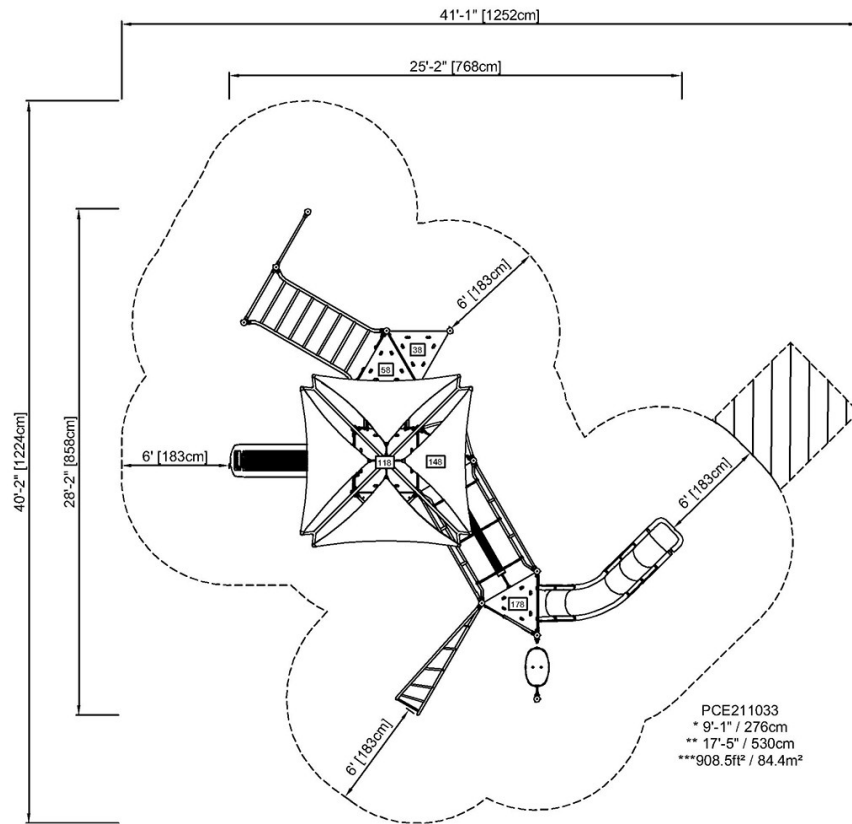 41'-1" [1252cm]
25'-2" [768cm]
6' [183cm]
38
58
40'-2" [1224cm]
28'-2" [858cm]
6' [183cm]
118
148
6' [183cm]
178
6' [183cm]
PCE211033
* 9'-1" / 276cm
** 17'-5" / 530cm
***908.5ft² / 84.4m²